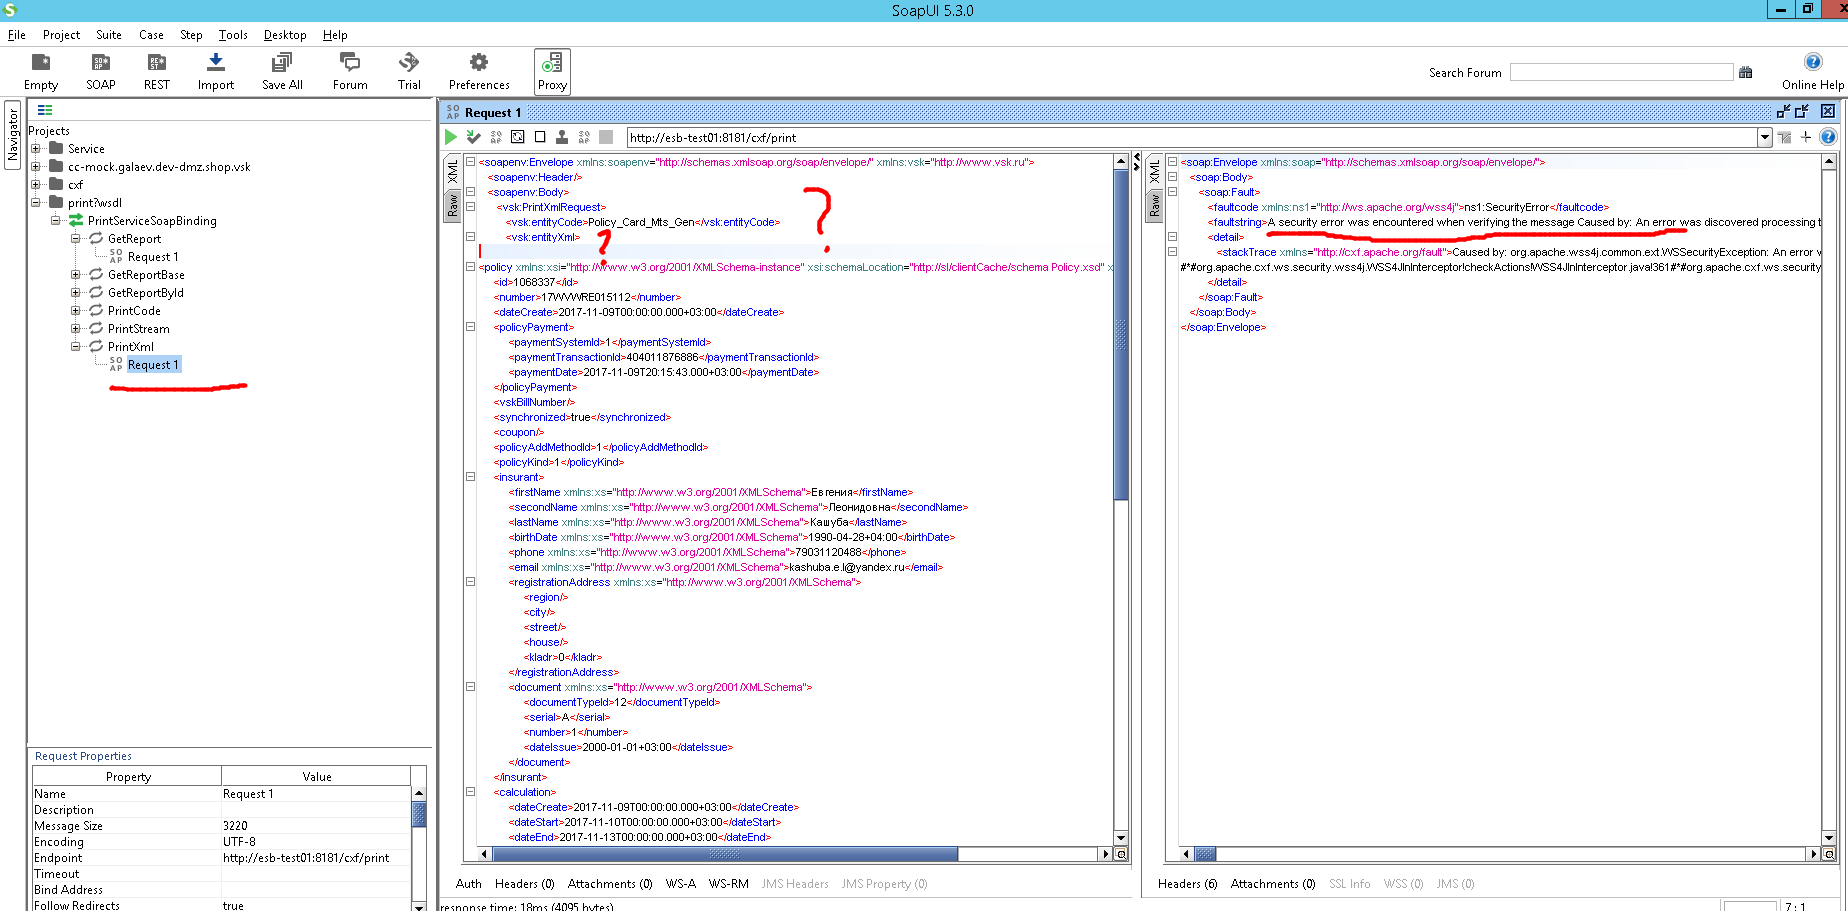 SoapUI 5.3.0
File Project Suite Case Step Tools Desktop Help
Empty SOAP REST Import Save All Forum Trial Preferences Proxy
Search Forum
Online Help
Navigator
Projects
Service
cc-mock.galaev.dev-dmz.shop.vsk
cxf
print?wsdl
PrintServiceSoapBinding
GetReport
Request 1
GetReportBase
GetReportById
PrintCode
PrintStream
PrintXml
Request 1
Request Properties
Property Value
Name Request 1
Description
Message Size 3220
Encoding UTF-8
Endpoint http://esb-test01:8181/cxf/print
Timeout
Bind Address
Follow Redirects true
Request 1
http://esb-test01:8181/cxf/print
XML
Raw
<soapenv:Envelope xmlns:soapenv="http://schemas.xmlsoap.org/soap/envelope/" xmlns:vsk="http://www.vsk.ru">
<soapenv:Header/>
<soapenv:Body>
<vsk:PrintXmlRequest>
<vsk:entityCode>Policy_Card_Mts_Gen</vsk:entityCode>
<vsk:entityXml>
? ?
<policy xmlns:xsi="http://www.w3.org/2001/XMLSchema-instance" xsi:schemaLocation="http://sl/clientCache/schema Policy.xsd" x
<id>1068337</id>
<number>17WVWRE015112</number>
<dateCreate>2017-11-09T00:00:00.000+03:00</dateCreate>
<policyPayment>
<paymentSystemId>1</paymentSystemId>
<paymentTransactionId>404011876886</paymentTransactionId>
<paymentDate>2017-11-09T20:15:43.000+03:00</paymentDate>
</policyPayment>
<vskBillNumber/>
<synchronized>true</synchronized>
<coupon/>
<policyAddMethodId>1</policyAddMethodId>
<policyKind>1</policyKind>
<insurant>
<firstName xmlns:xs="http://www.w3.org/2001/XMLSchema">Евгения</firstName>
<secondName xmlns:xs="http://www.w3.org/2001/XMLSchema">Леонидовна</secondName>
<lastName xmlns:xs="http://www.w3.org/2001/XMLSchema">Кашуба</lastName>
<birthDate xmlns:xs="http://www.w3.org/2001/XMLSchema">1990-04-28+04:00</birthDate>
<phone xmlns:xs="http://www.w3.org/2001/XMLSchema">79031120488</phone>
<email xmlns:xs="http://www.w3.org/2001/XMLSchema">kashuba.e.l@yandex.ru</email>
<registrationAddress xmlns:xs="http://www.w3.org/2001/XMLSchema">
<region/>
<city/>
<street/>
<house/>
<kladr>0</kladr>
</registrationAddress>
<document xmlns:xs="http://www.w3.org/2001/XMLSchema">
<documentTypeId>12</documentTypeId>
<serial>A</serial>
<number>1</number>
<dateIssue>2000-01-01+03:00</dateIssue>
</document>
</insurant>
<calculation>
<dateCreate>2017-11-09T00:00:00.000+03:00</dateCreate>
<dateStart>2017-11-10T00:00:00.000+03:00</dateStart>
<dateEnd>2017-11-13T00:00:00.000+03:00</dateEnd>
Auth Headers (0) Attachments (0) WS-A WS-RM JMS Headers JMS Property (0)
response time: 18ms (4095 bytes)
XML
Raw
<soap:Envelope xmlns:soap="http://schemas.xmlsoap.org/soap/envelope/">
<soap:Body>
<soap:Fault>
<faultcode xmlns:ns1="http://ws.apache.org/wss4j">ns1:SecurityError</faultcode>
<faultstring>A security error was encountered when verifying the message Caused by: An error was discovered processing t
<detail>
<stackTrace xmlns="http://cxf.apache.org/fault">Caused by: org.apache.wss4j.common.ext.WSSecurityException: An error v
#*#org.apache.cxf.ws.security.wss4j.WSS4JInInterceptor!checkActions!WSS4JInInterceptor.java!361#*#org.apache.cxf.ws.security
</detail>
</soap:Fault>
</soap:Body>
</soap:Envelope>
Headers (6) Attachments (0) SSL Info WSS (0) JMS (0)
7 : 1